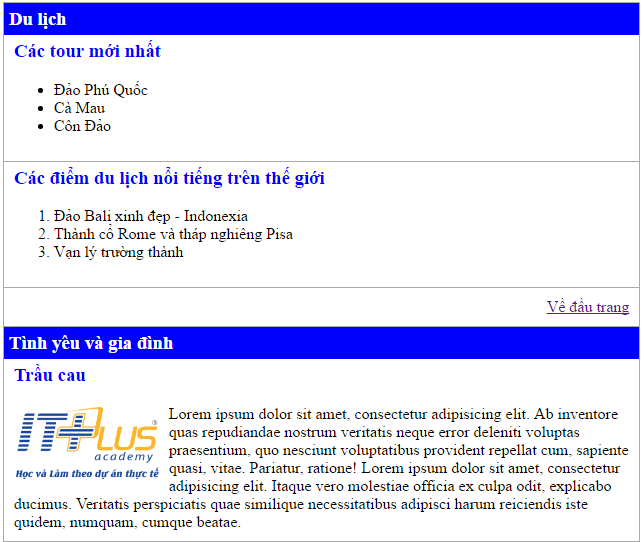 Du lịch
Các tour mới nhất
Đảo Phú Quốc
Cà Mau
Côn Đảo
Các điểm du lịch nổi tiếng trên thế giới
1. Đảo Bali xinh đẹp - Indonexia
2. Thành cổ Rome và tháp nghiêng Pisa
3. Vạn lý trường thành
Về đầu trang
Tình yêu và gia đình
Trầu cau
ITPLUS®
academy
Học và Làm theo dự án thực tế
Lorem ipsum dolor sit amet, consectetur adipisicing elit. Ab inventore
quas repudiandae nostrum veritatis neque error deleniti voluptas
praesentium, quo nesciunt voluptatibus provident repellat cum, sapiente
quasi, vitae. Pariatur, ratione! Lorem ipsum dolor sit amet, consectetur
adipisicing elit. Itaque vero molestiae officia ex culpa odit, explicabo
ducimus. Veritatis perspiciatis quae similique necessitatibus adipisci harum reiciendis iste
quidem, numquam, cumque beatae.